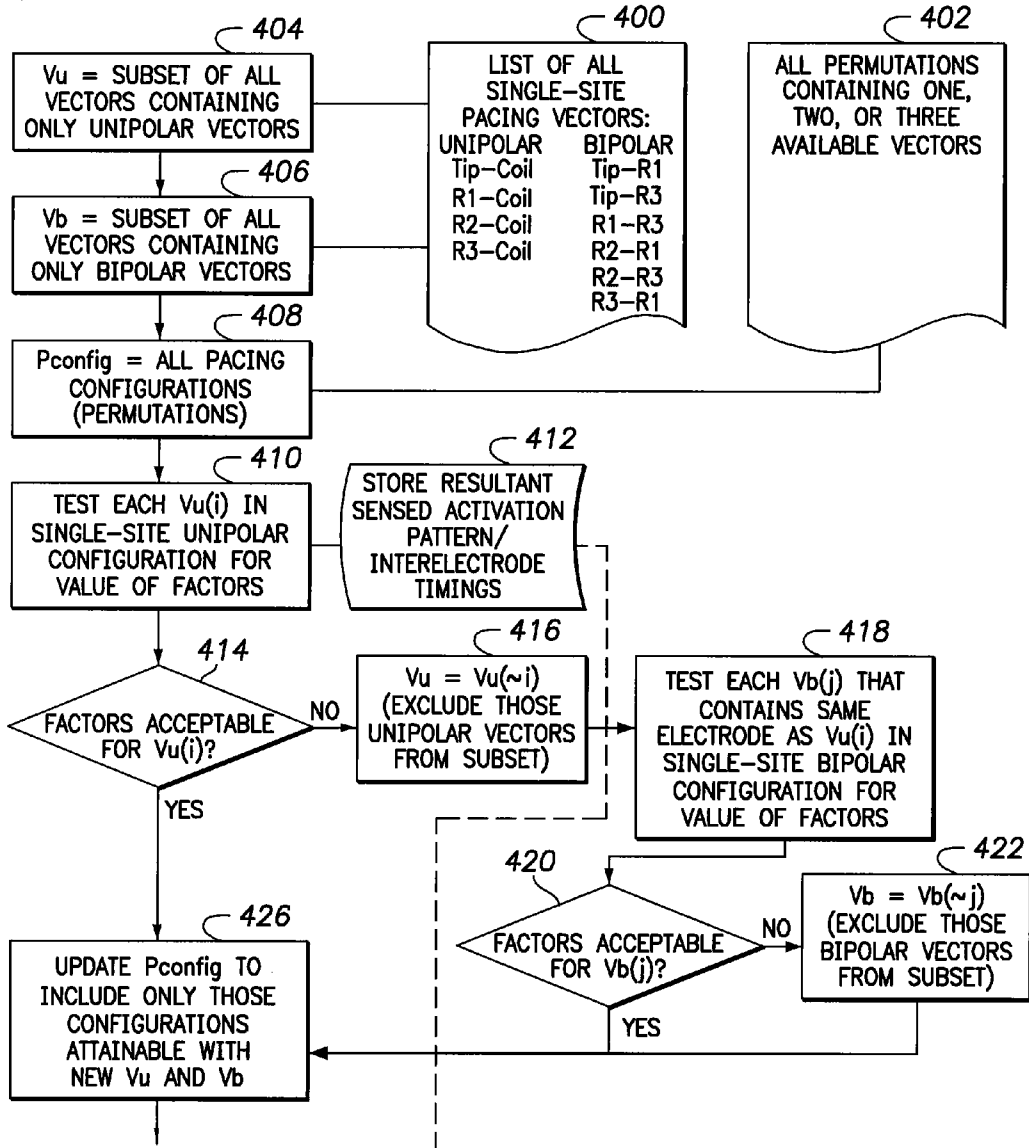 404
Vu = SUBSET OF ALL
VECTORS CONTAINING
ONLY UNIPOLAR VECTORS
400
LIST OF ALL
SINGLE-SITE
PACING VECTORS:
UNIPOLAR BIPOLAR
Tip-Coil Tip-R1
R1-Coil Tip-R3
R2-Coil R1-R3
R3-Coil R2-R1
R2-R3
R3-R1
402
ALL PERMUTATIONS
CONTAINING ONE,
TWO, OR THREE
AVAILABLE VECTORS
406
Vb = SUBSET OF ALL
VECTORS CONTAINING
ONLY BIPOLAR VECTORS
408
Pconfig = ALL PACING
CONFIGURATIONS
(PERMUTATIONS)
410
TEST EACH Vu(i) IN
SINGLE-SITE UNIPOLAR
CONFIGURATION FOR
VALUE OF FACTORS
412
STORE RESULTANT
SENSED ACTIVATION
PATTERN/
INTERELECTRODE
TIMINGS
414
FACTORS ACCEPTABLE
FOR Vu(i)?
NO
YES
416
Vu = Vu(~i)
(EXCLUDE THOSE
UNIPOLAR VECTORS
FROM SUBSET)
418
TEST EACH Vb(j) THAT
CONTAINS SAME
ELECTRODE AS Vu(i) IN
SINGLE-SITE BIPOLAR
CONFIGURATION FOR
VALUE OF FACTORS
420
FACTORS ACCEPTABLE
FOR Vb(j)?
NO
YES
422
Vb = Vb(~j)
(EXCLUDE THOSE
BIPOLAR VECTORS
FROM SUBSET)
426
UPDATE Pconfig TO
INCLUDE ONLY THOSE
CONFIGURATIONS
ATTAINABLE WITH
NEW Vu AND Vb